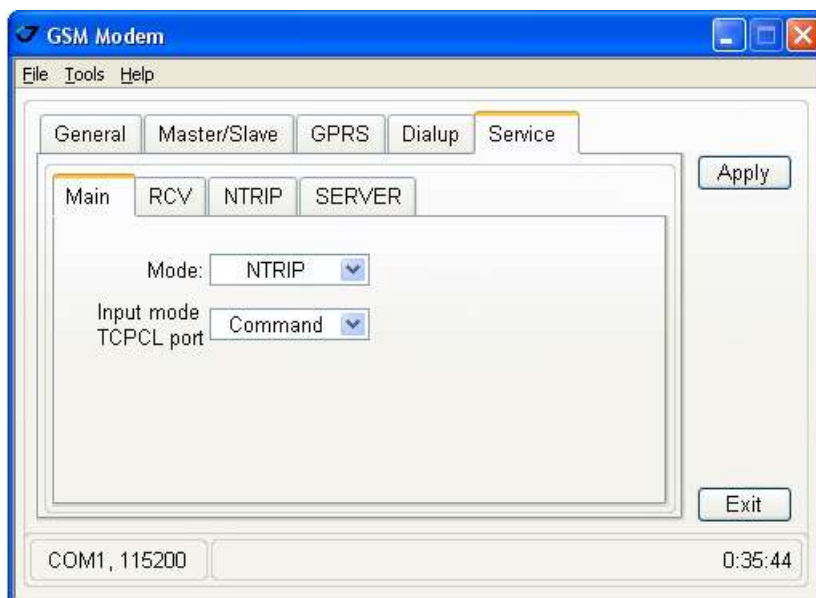 GSM Modem
File Tools Help
General Master/Slave GPRS Dialup Service
Apply
Main RCV NTRIP SERVER
Mode: NTRIP
Input mode
TCPCL port Command
Exit
COM1, 115200 0:35:44